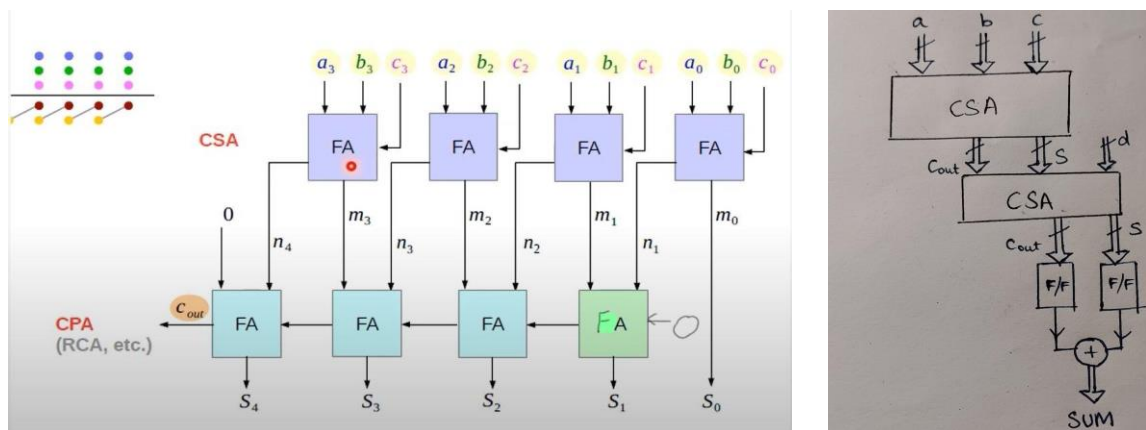 a₃ b₃ c₃ a₂ b₂ c₂ a₁ b₁ c₁ a₀ b₀ c₀
CSA FA FA FA FA
0 n₄ m₃ n₃ m₂ n₂ m₁ n₁ m₀
c_out
CPA FA FA FA FA 0
(RCA, etc.)
S₄ S₃ S₂ S₁ S₀
a b c
CSA
Cout S d
CSA
Cout S
F/F F/F
+
SUM